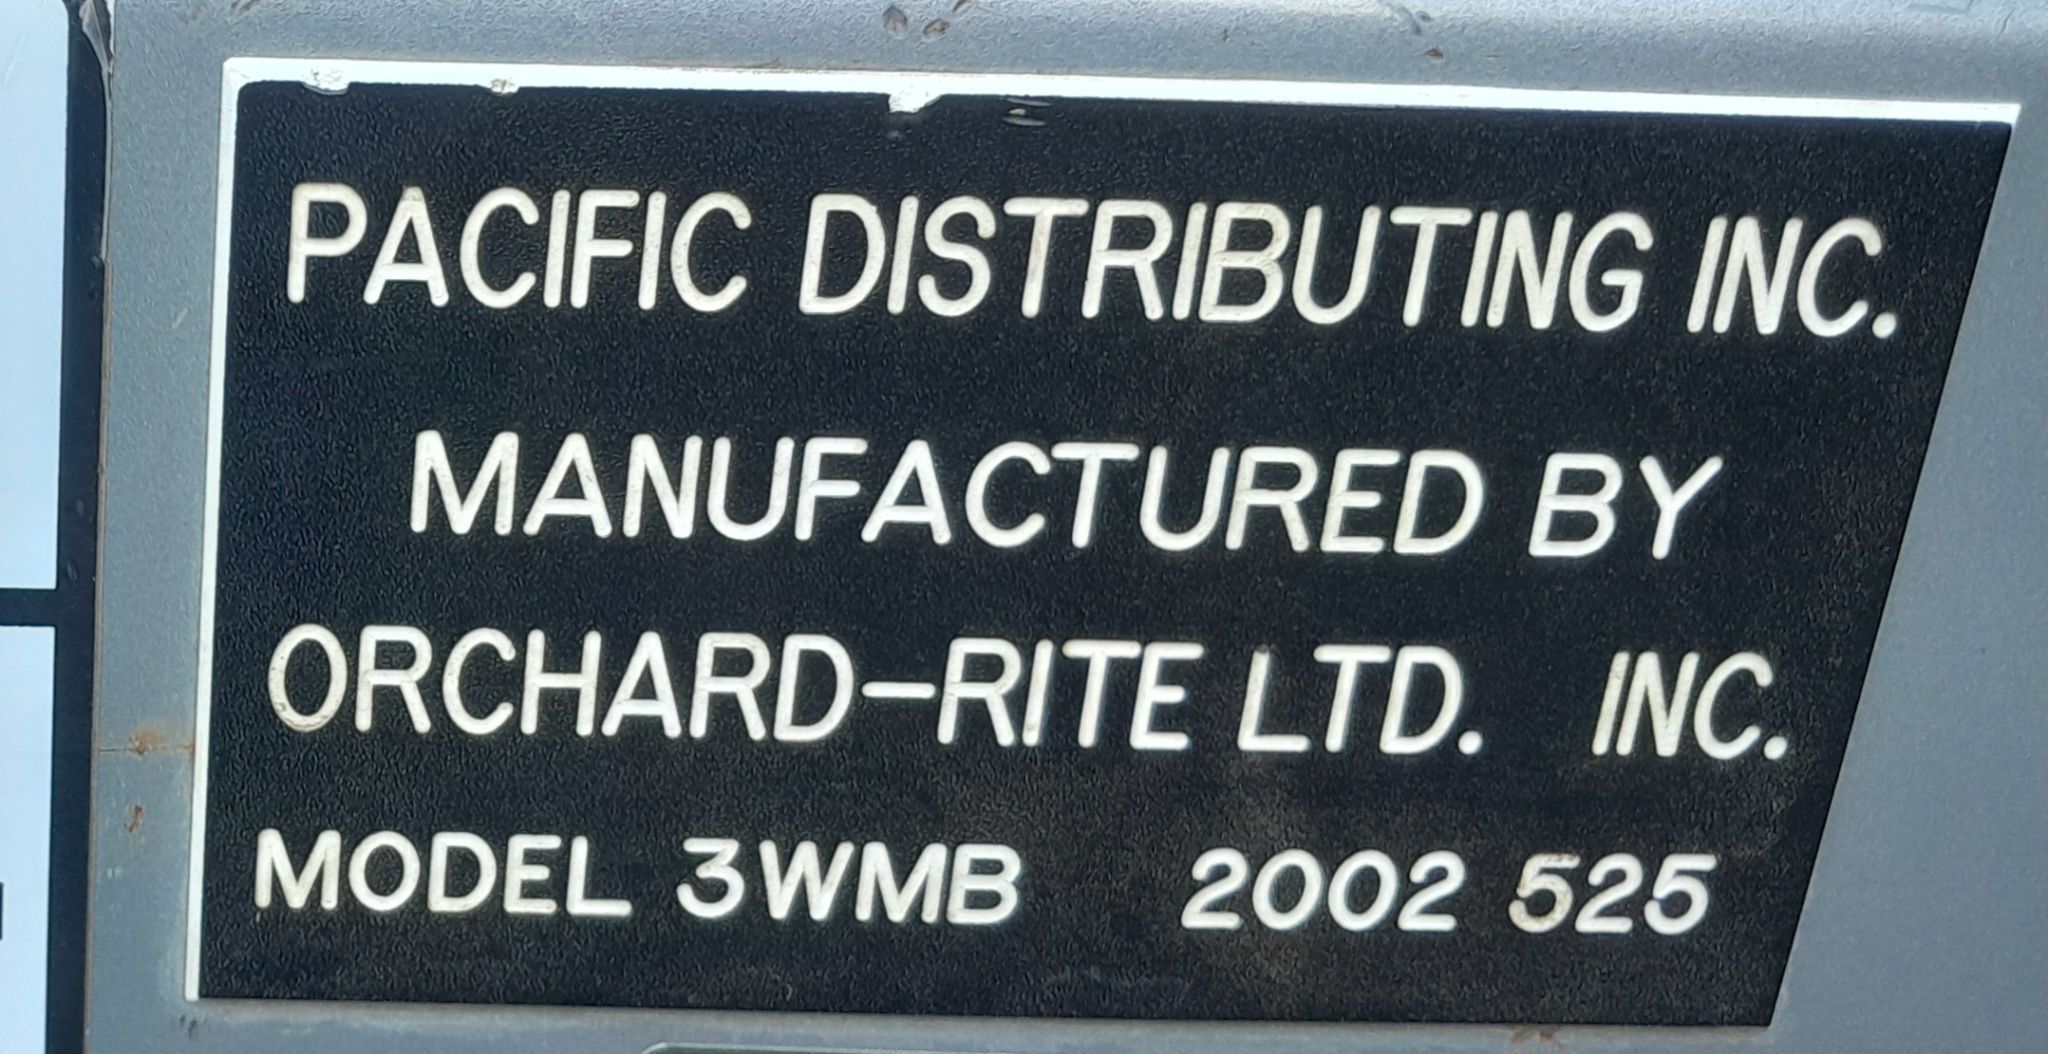 PACIFIC DISTRIBUTING INC.
MANUFACTURED BY
ORCHARD-RITE LTD. INC.
MODEL 3WMB 2002 525